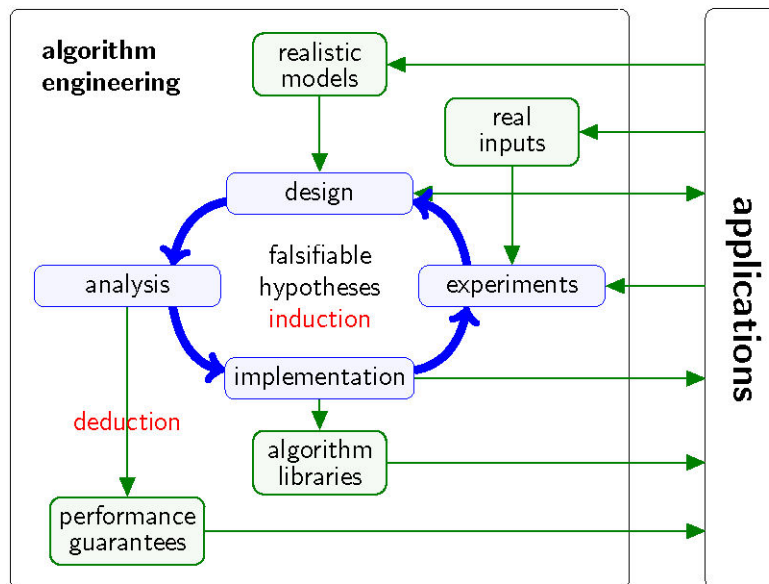 algorithm
engineering
realistic
models
real
inputs
design
falsifiable
hypotheses
induction
analysis
experiments
implementation
deduction
algorithm
libraries
performance
guarantees
applications